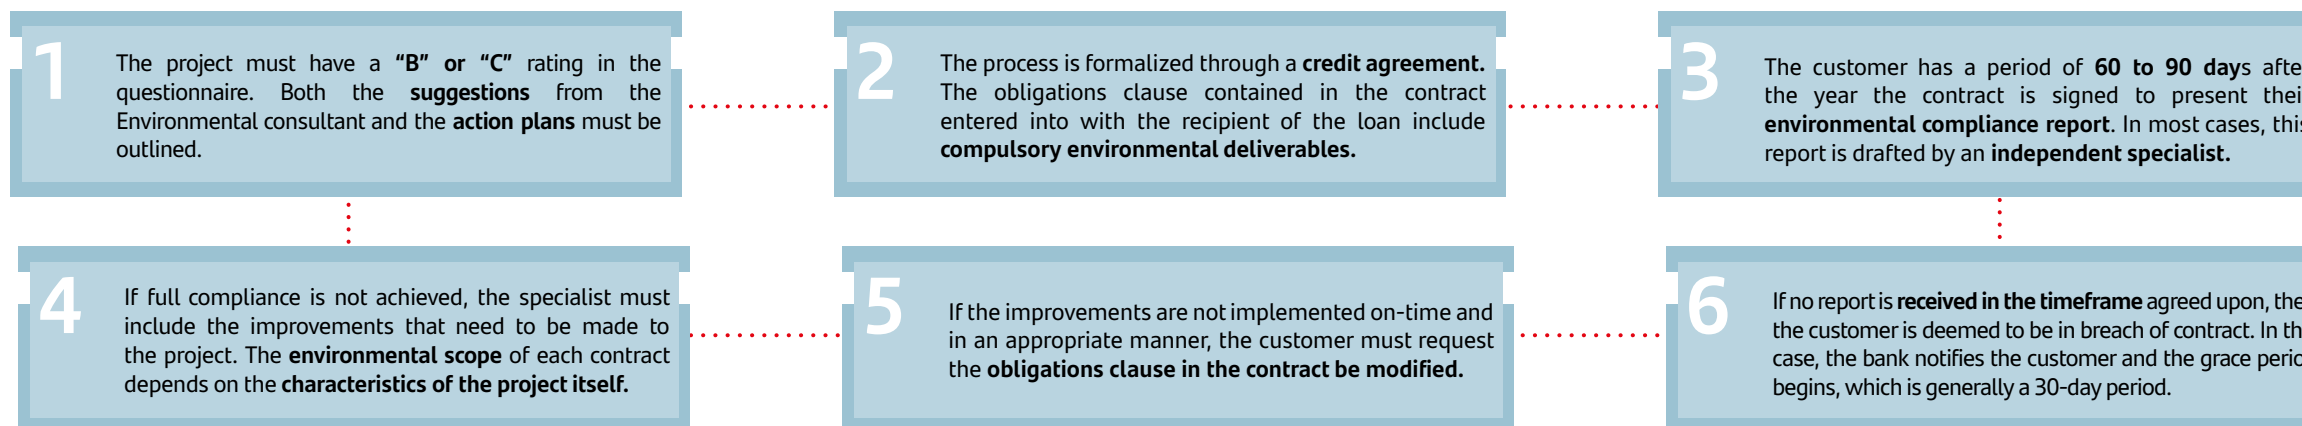 1
The project must have a “B” or “C” rating in the
questionnaire. Both the suggestions from the
Environmental consultant and the action plans must be
outlined.
2
The process is formalized through a credit agreement.
The obligations clause contained in the contract
entered into with the recipient of the loan include
compulsory environmental deliverables.
3
The customer has a period of 60 to 90 days afte
the year the contract is signed to present thei
environmental compliance report. In most cases, this
report is drafted by an independent specialist.
4
If full compliance is not achieved, the specialist must
include the improvements that need to be made to
the project. The environmental scope of each contract
depends on the characteristics of the project itself.
5
If the improvements are not implemented on-time and
in an appropriate manner, the customer must request
the obligations clause in the contract be modified.
6
If no report is received in the timeframe agreed upon, the
the customer is deemed to be in breach of contract. In th
case, the bank notifies the customer and the grace perio
begins, which is generally a 30-day period.